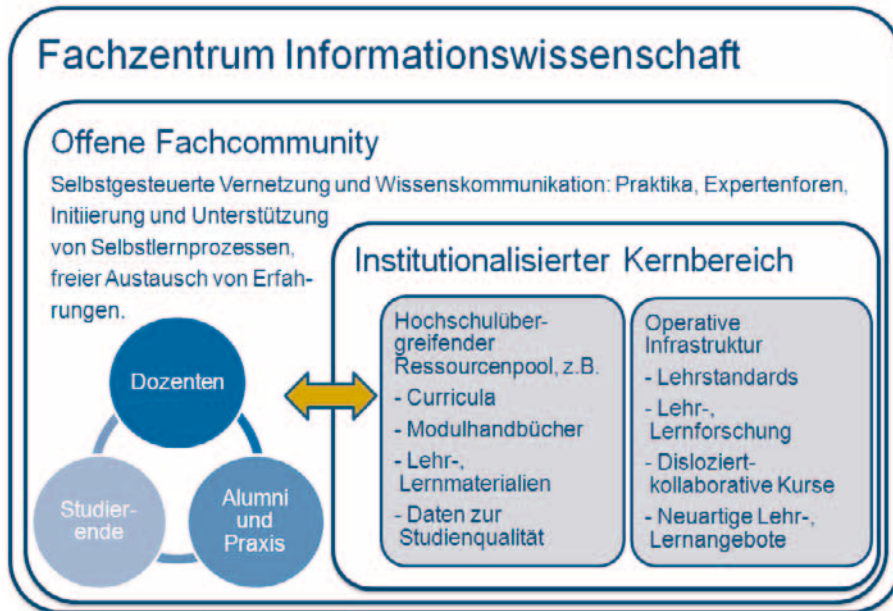 Fachzentrum Informationswissenschaft
Offene Fachcommunity
Selbstgesteuerte Vernetzung und Wissenskommunikation: Praktika, Expertenforen,
Initiierung und Unterstützung
von Selbstlernprozessen,
freier Austausch von Erfah-
rungen.
Dozenten
Studier-
ende
Alumni
und
Praxis
Institutionalisierter Kernbereich
Hochschulüber-
greifender
Ressourcenpool, z.B.
- Curricula
- Modulhandbücher
- Lehr-,
Lernmaterialien
- Daten zur
Studienqualität
Operative
Infrastruktur
- Lehrstandards
- Lehr-,
Lernforschung
- Disloziert-
kollaborative Kurse
- Neuartige Lehr-,
Lernangebote